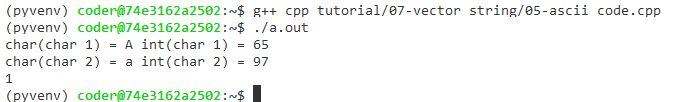 (pyvenv) coder@74e3162a2502:~$ g++ cpp tutorial/07-vector string/05-ascii code.cpp
(pyvenv) coder@74e3162a2502:~$ ./a.out
char(char 1) = A int(char 1) = 65
char(char 2) = a int(char 2) = 97
1
(pyvenv) coder@74e3162a2502:~$